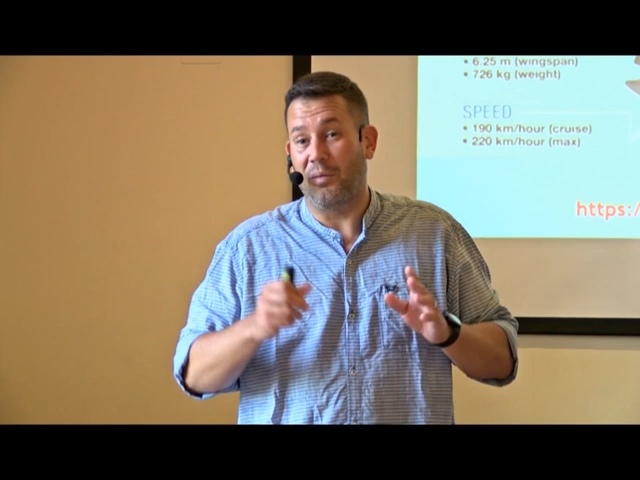 • 6.25 m (wingspan)
• 726 kg (weight)
SPEED
• 190 km/hour (cruise)
• 220 km/hour (max)
https:/